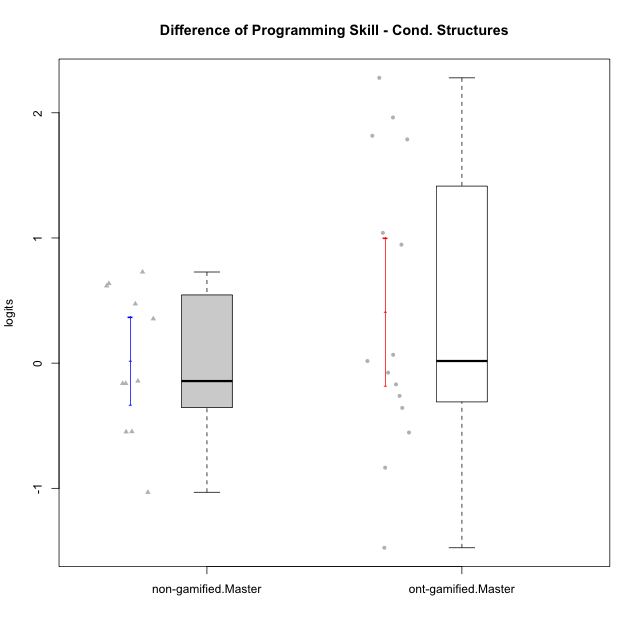 Difference of Programming Skill - Cond. Structures
logits
2
1
0
-1
non-gamified.Master
ont-gamified.Master